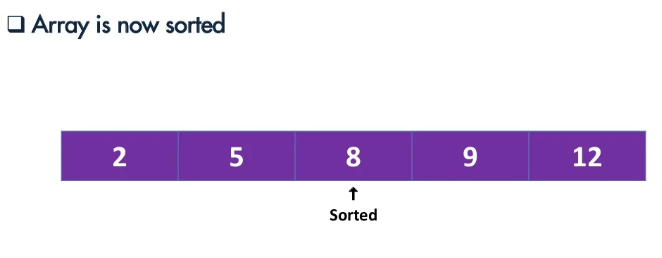 ❑ Array is now sorted
2 5 8 9 12
↑
Sorted